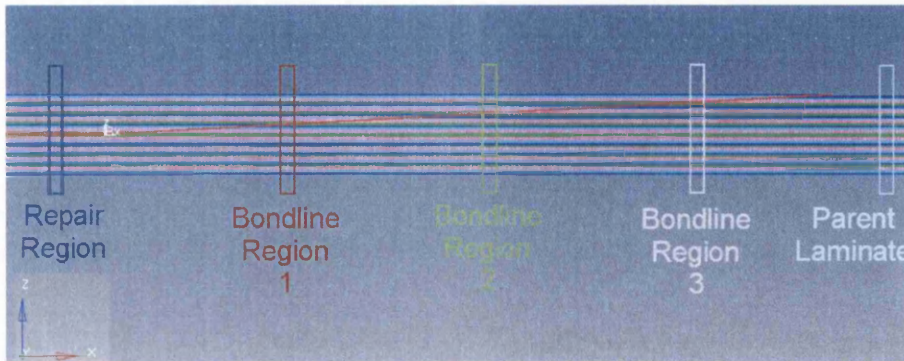 Repair
Region
Bondline
Region
1
Bondline
Region
2
Bondline
Region
3
Parent
Laminate
Z
X